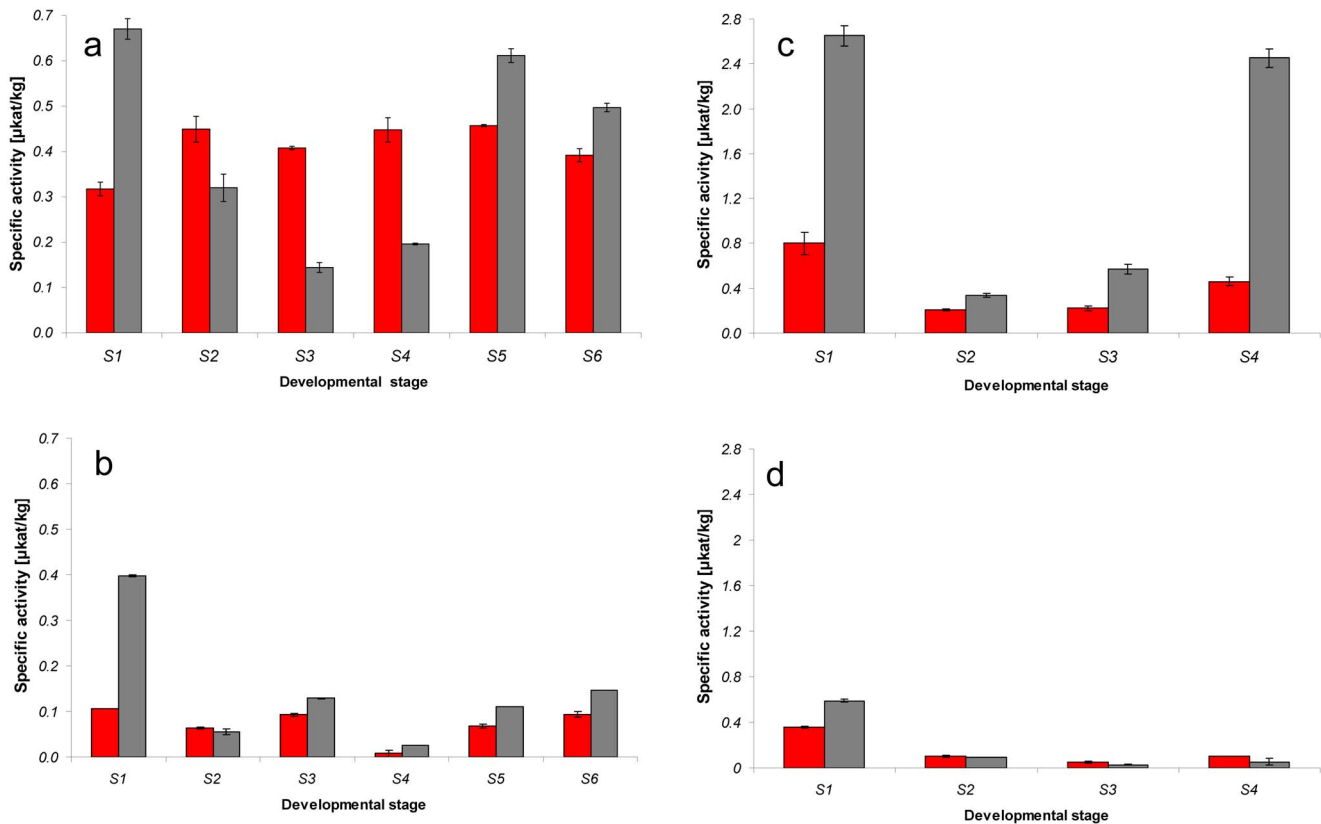 a
0.7
0.6
0.5
0.4
0.3
0.2
0.1
0.0
Specific activity [µkat/kg]
S1 S2 S3 S4 S5 S6
Developmental stage
c
2.8
2.4
2.0
1.6
1.2
0.8
0.4
0.0
Specific acivity [µkat/kg]
S1 S2 S3 S4
Developmental stage
b
0.7
0.6
0.5
0.4
0.3
0.2
0.1
0.0
Specific activity [µkat/kg]
S1 S2 S3 S4 S5 S6
Developmental stage
d
2.8
2.4
2
1.6
1.2
0.8
0.4
0
Specific activity [µkat/kg]
S1 S2 S3 S4
Developmental stage